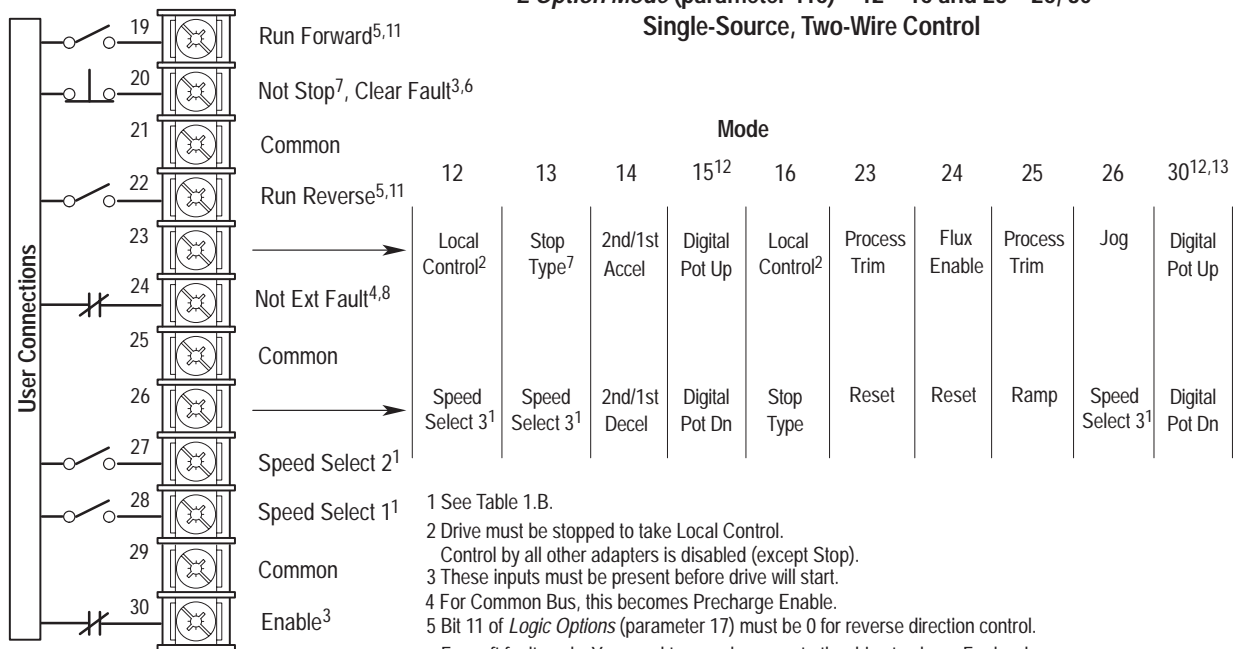 Single-Source, Two-Wire Control
User Connections
19 Run Forward5,11
20 Not Stop7, Clear Fault3,6
21 Common
22 Run Reverse5,11
23
24 Not Ext Fault4,8
25 Common
26
27 Speed Select 21
28 Speed Select 11
29 Common
30 Enable3
Mode
12 13 14 1512 16 23 24 25 26 3012,13
Local Stop 2nd/1st Digital Local Process Flux Process Jog Digital
Control2 Type7 Accel Pot Up Control2 Trim Enable Trim Pot Up
Speed Speed 2nd/1st Digital Stop Reset Reset Ramp Speed Digital
Select 31 Select 31 Decel Pot Dn Type Select 31 Pot Dn
1 See Table 1.B.
2 Drive must be stopped to take Local Control.
Control by all other adapters is disabled (except Stop).
3 These inputs must be present before drive will start.
4 For Common Bus, this becomes Precharge Enable.
5 Bit 11 of Logic Options (parameter 17) must be 0 for reverse direction control.